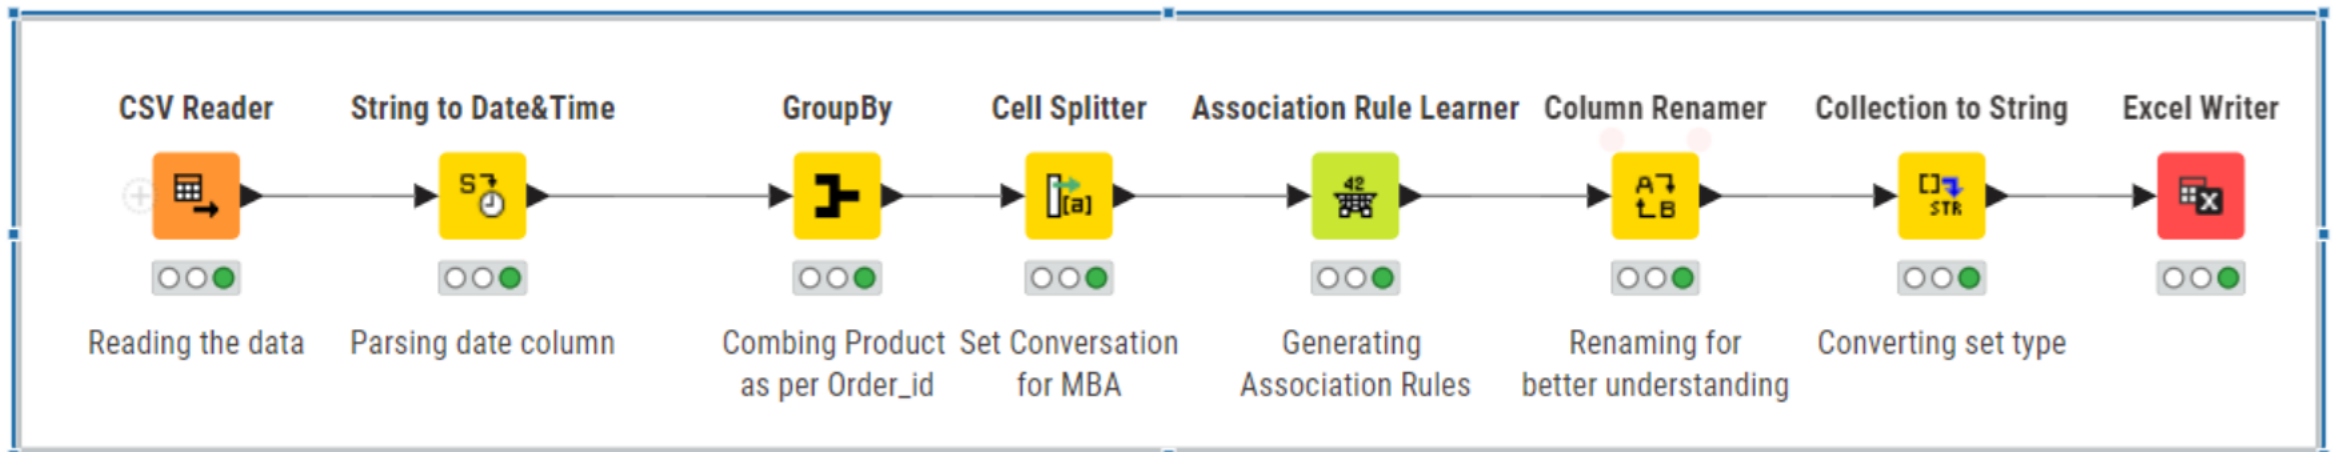 CSV Reader
String to Date&Time
GroupBy
Cell Splitter
Association Rule Learner
Column Renamer
Collection to String
Excel Writer
S
[a]
42
A
B
[]
STR
X
Reading the data
Parsing date column
Combing Product
as per Order_id
Set Conversation
for MBA
Generating
Association Rules
Renaming for
better understanding
Converting set type